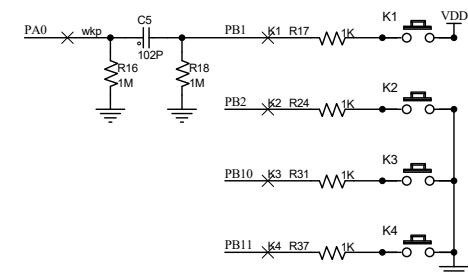 C5 K1 VDD
PA0 wkp PB1 K1 R17 1K
102P
R16 R18
1M 1M
K2
PB2 K2 R24 1K
K3
PB10 K3 R31 1K
K4
PB11 K4 R37 1K